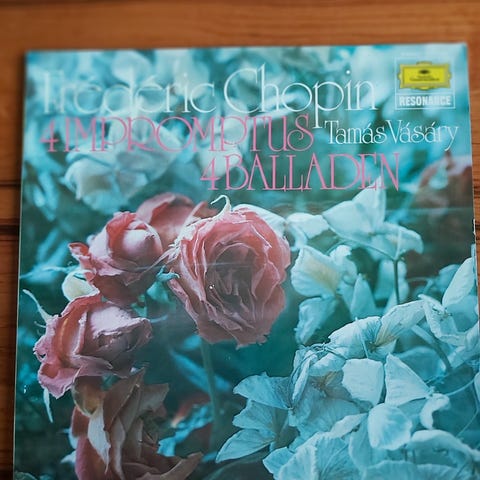 Frédéric Chopin
RESONANCE
4 IMPROMPTUS Tamás Vásáry
4 BALLADEN